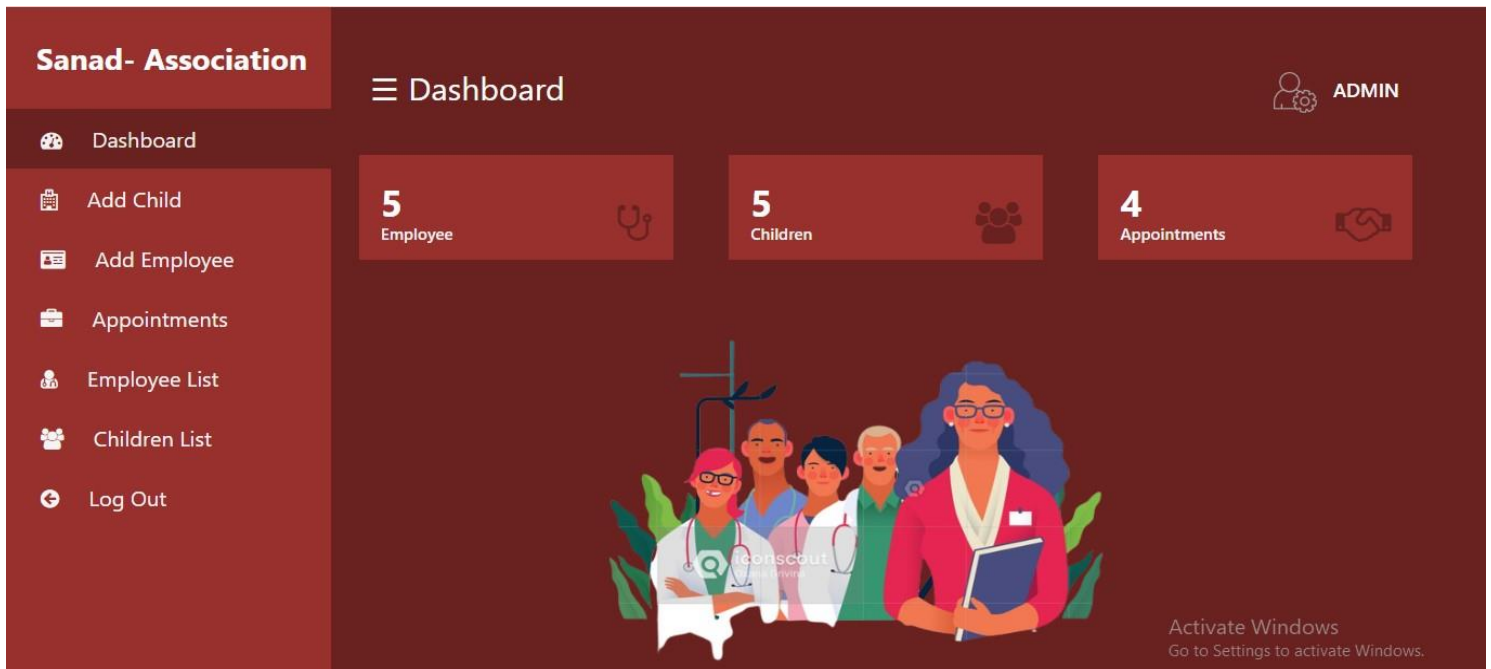 Sanad- Association
Dashboard
Add Child
Add Employee
Appointments
Employee List
Children List
Log Out
Dashboard
ADMIN
5
Employee
5
Children
4
Appointments
iconscout
Activate Windows
Go to Settings to activate Windows.